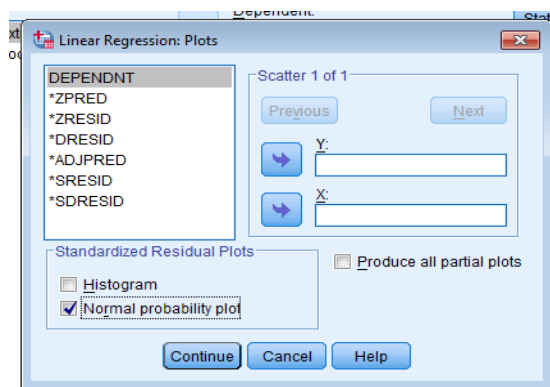 Dependent:
Linear Regression: Plots
DEPENDNT
*ZPRED
*ZRESID
*DRESID
*ADJPRED
*SRESID
*SDRESID
Scatter 1 of 1
Previous
Next
Y:
X:
Standardized Residual Plots
Histogram
Normal probability plot
Produce all partial plots
Continue
Cancel
Help